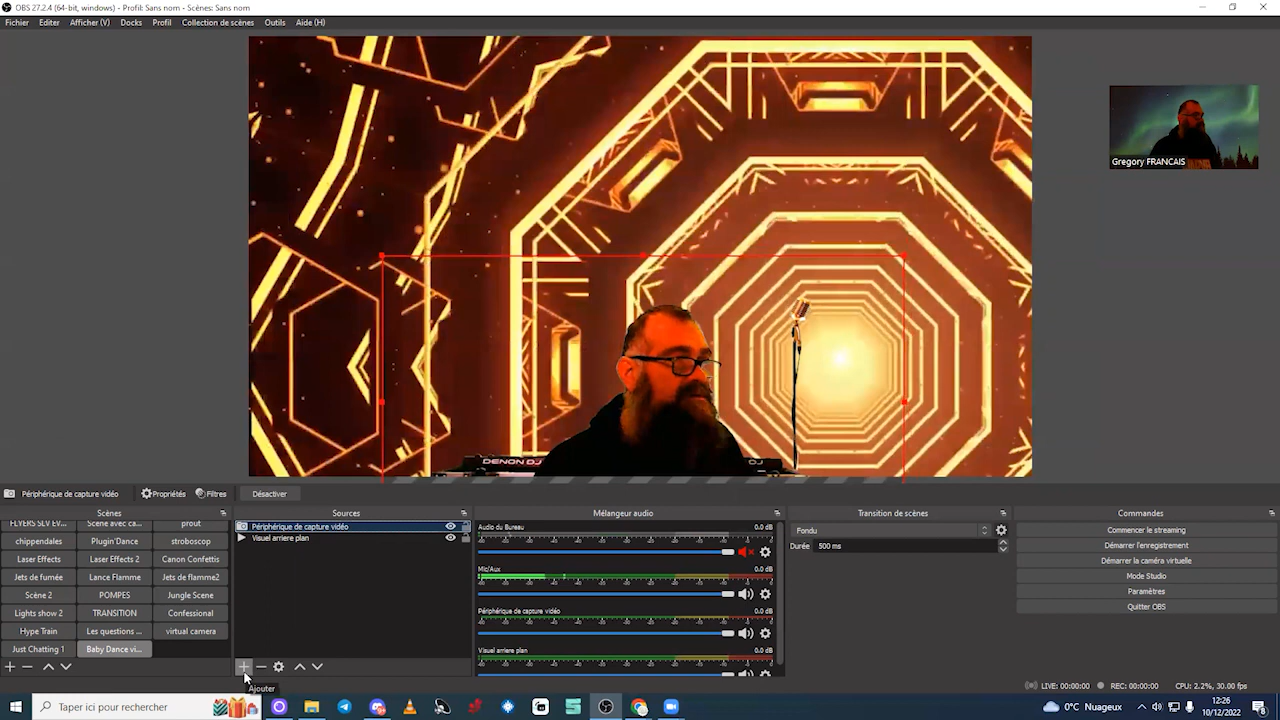 OBS 27.2.4 (64-bit, windows) - Profil: Sans nom - Scènes: Sans nom
Fichier Editer Afficher (V) Docks Profil Collection de scènes Outils Aide (H)
Gregory FRANCAIS
DENON DJ
DJ
Périphérique de capture vidéo Propriétés Filtres Désactiver
Scènes Sources Mélangeur audio Transition de scènes Commandes
FLYERS SLV EV... Scene avec ca... prout
chippendales Plugin'Dance stroboscop
Laser Effects Laser Effects 2 Canon Confettis
Jets de fumée Lance Flamme Jets de flamme2
Scène 2 POMPES Jungle Scene
Lights show 2 TRANSITION Confessional
Hype Train Les questions ... virtual camera
Just Chatting 1 Baby Dance vi...
Périphérique de capture vidéo
Visuel arriere plan
Ajouter
Audio du Bureau 0.0 dB
Mic/Aux 0.0 dB
Périphérique de capture vidéo 0.0 dB
Visuel arriere plan 0.0 dB
Fondu
Durée 500 ms
Commencer le streaming
Démarrer l'enregistrement
Démarrer la caméra virtuelle
Mode Studio
Paramètres
Quitter OBS
LIVE: 00:00:00 REC: 00:00:00 CPU: 2.2%, 30.00 fps
Taper ici pour rechercher
0°C Nuageux
12:26
10/12/2022